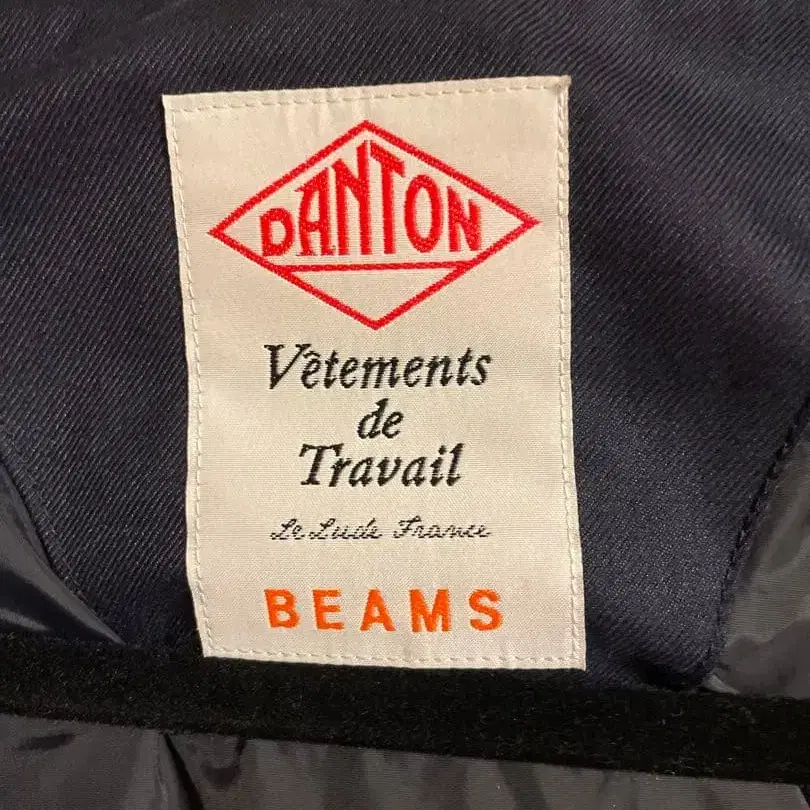 DANTON
Vêtements
de
Travail
Le Lude France
BEAMS